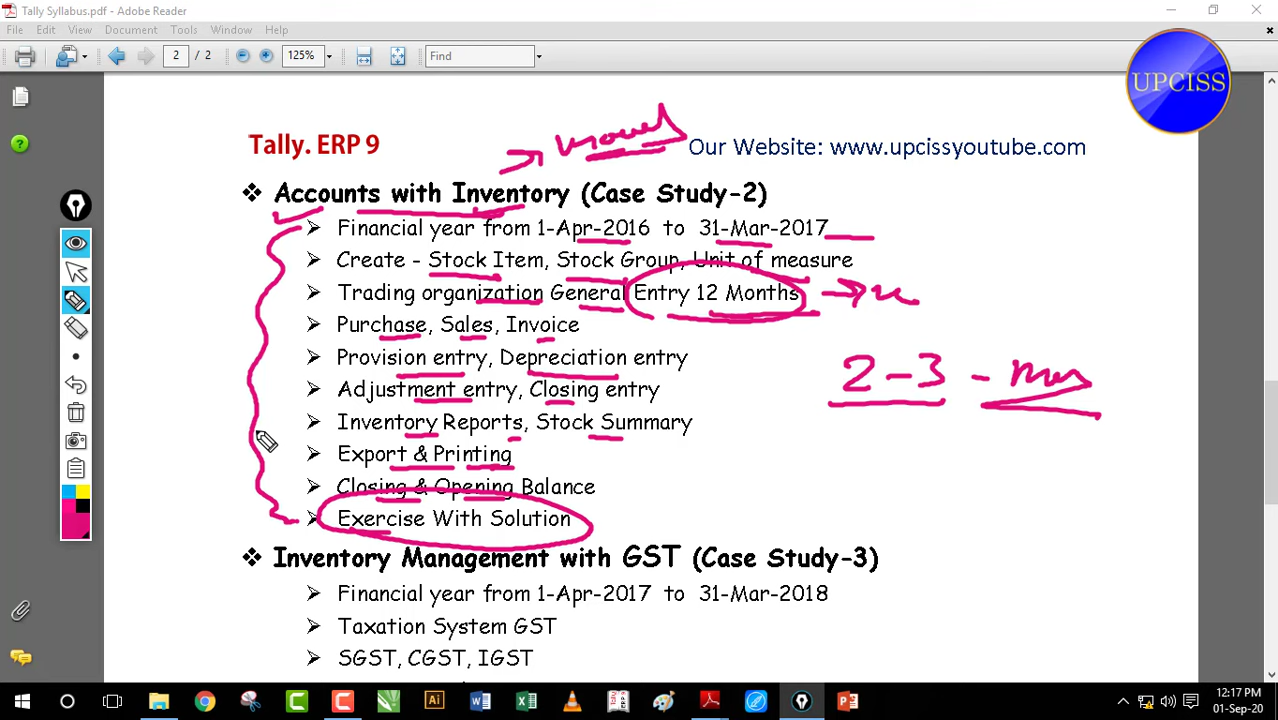 Tally Syllabus.pdf - Adobe Reader
File Edit View Document Tools Window Help
2 / 2 125% Find
UPCISS
Tally. ERP 9
Our Website: www.upcissyoutube.com
❖ Accounts with Inventory (Case Study-2)
➢ Financial year from 1-Apr-2016 to 31-Mar-2017
➢ Create - Stock Item, Stock Group, Unit of measure
➢ Trading organization General Entry 12 Months
➢ Purchase, Sales, Invoice
➢ Provision entry, Depreciation entry
2-3 -
➢ Adjustment entry, Closing entry
➢ Inventory Reports, Stock Summary
➢ Export & Printing
➢ Closing & Opening Balance
➢ Exercise With Solution
❖ Inventory Management with GST (Case Study-3)
➢ Financial year from 1-Apr-2017 to 31-Mar-2018
➢ Taxation System GST
➢ SGST, CGST, IGST
12:17 PM
01-Sep-20